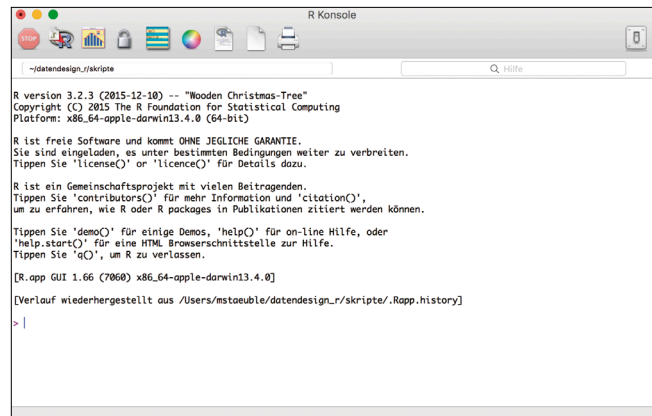 R Konsole
STOP
~/datendesign_r/skripte
Hilfe
R version 3.2.3 (2015-12-10) -- "Wooden Christmas-Tree"
Copyright (C) 2015 The R Foundation for Statistical Computing
Platform: x86_64-apple-darwin13.4.0 (64-bit)
R ist freie Software und kommt OHNE JEGLICHE GARANTIE.
Sie sind eingeladen, es unter bestimmten Bedingungen weiter zu verbreiten.
Tippen Sie 'license()' or 'licence()' für Details dazu.
R ist ein Gemeinschaftsprojekt mit vielen Beitragenden.
Tippen Sie 'contributors()' für mehr Information und 'citation()',
um zu erfahren, wie R oder R packages in Publikationen zitiert werden können.
Tippen Sie 'demo()' für einige Demos, 'help()' für on-line Hilfe, oder
'help.start()' für eine HTML Browserschnittstelle zur Hilfe.
Tippen Sie 'q()', um R zu verlassen.
[R.app GUI 1.66 (7060) x86_64-apple-darwin13.4.0]
[Verlauf wiederhergestellt aus /Users/mstaeuble/datendesign_r/skripte/.Rapp.history]
>